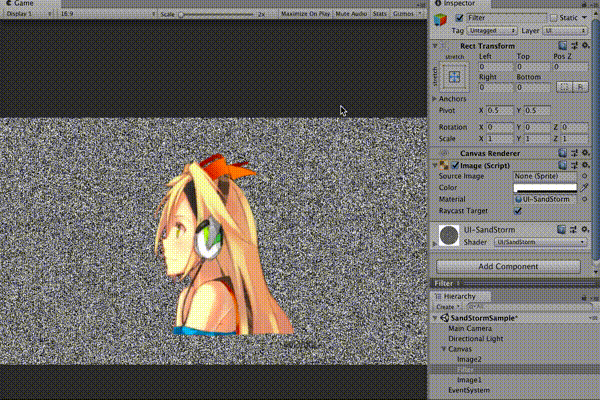 Game
Display 1
16:9
Scale
2x
Maximize On Play
Mute Audio
Stats
Gizmos
Inspector
Filter
Static
Tag
Untagged
Layer
UI
Rect Transform
stretch
Left
Top
Pos Z
stretch
0
0
0
Right
Bottom
0
0
R
Anchors
Pivot
X 0.5
Y 0.5
Rotation
X 0
Y 0
Z 0
Scale
X 1
Y 1
Z 1
Canvas Renderer
Image (Script)
Source Image
None (Sprite)
Color
Material
UI-SandStorm
Raycast Target
UI-SandStorm
Shader
UI/SandStorm
Add Component
Filter
Hierarchy
Create
SandStormSample*
Main Camera
Directional Light
Canvas
Image2
Filter
Image1
EventSystem